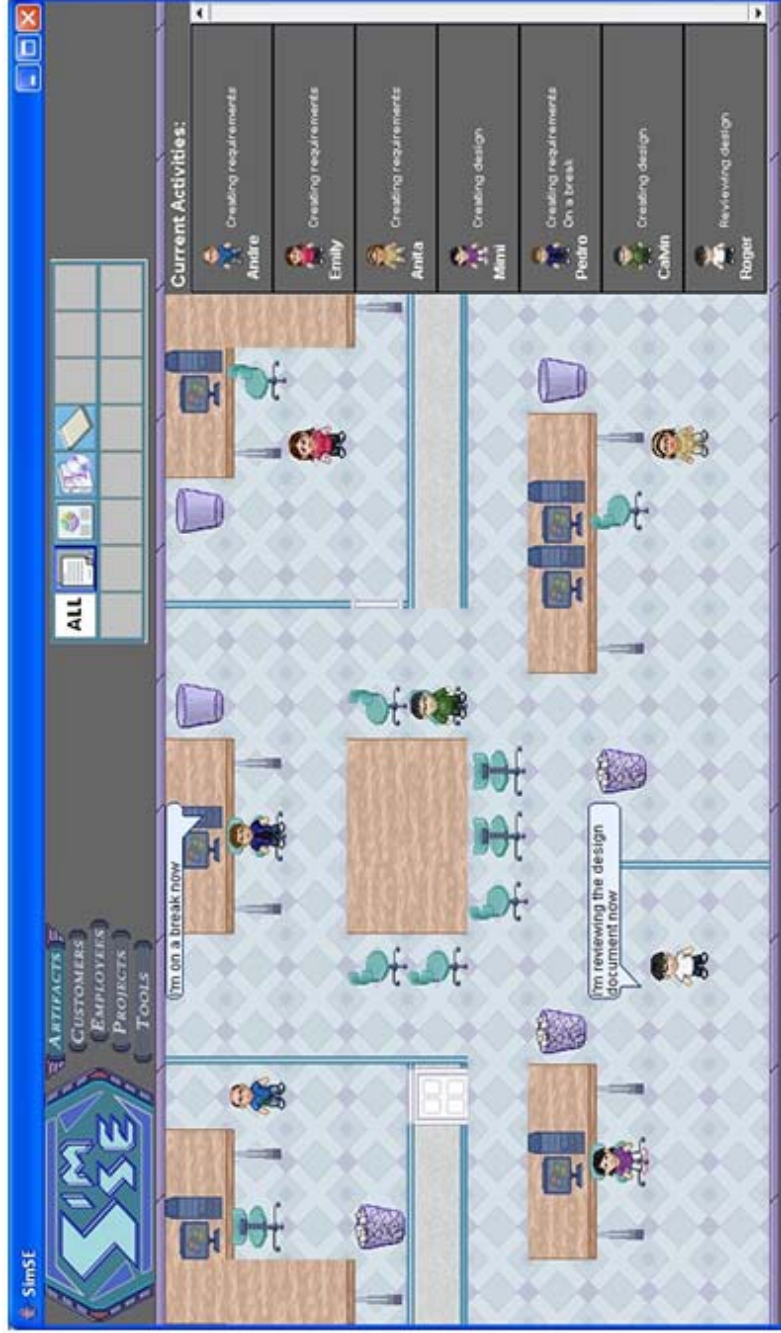 SimSE
SIM
SE
ARTIFACTS
CUSTOMERS
EMPLOYEES
PROJECTS
TOOLS
ALL
I'm on a break now
I'm reviewing the design
document now
Current Activities:
Andre
Creating requirements
Emily
Creating requirements
Anita
Creating requirements
Mimi
Creating design
Pedro
Creating requirements
On a break
Calvin
Creating design
Roger
Reviewing design